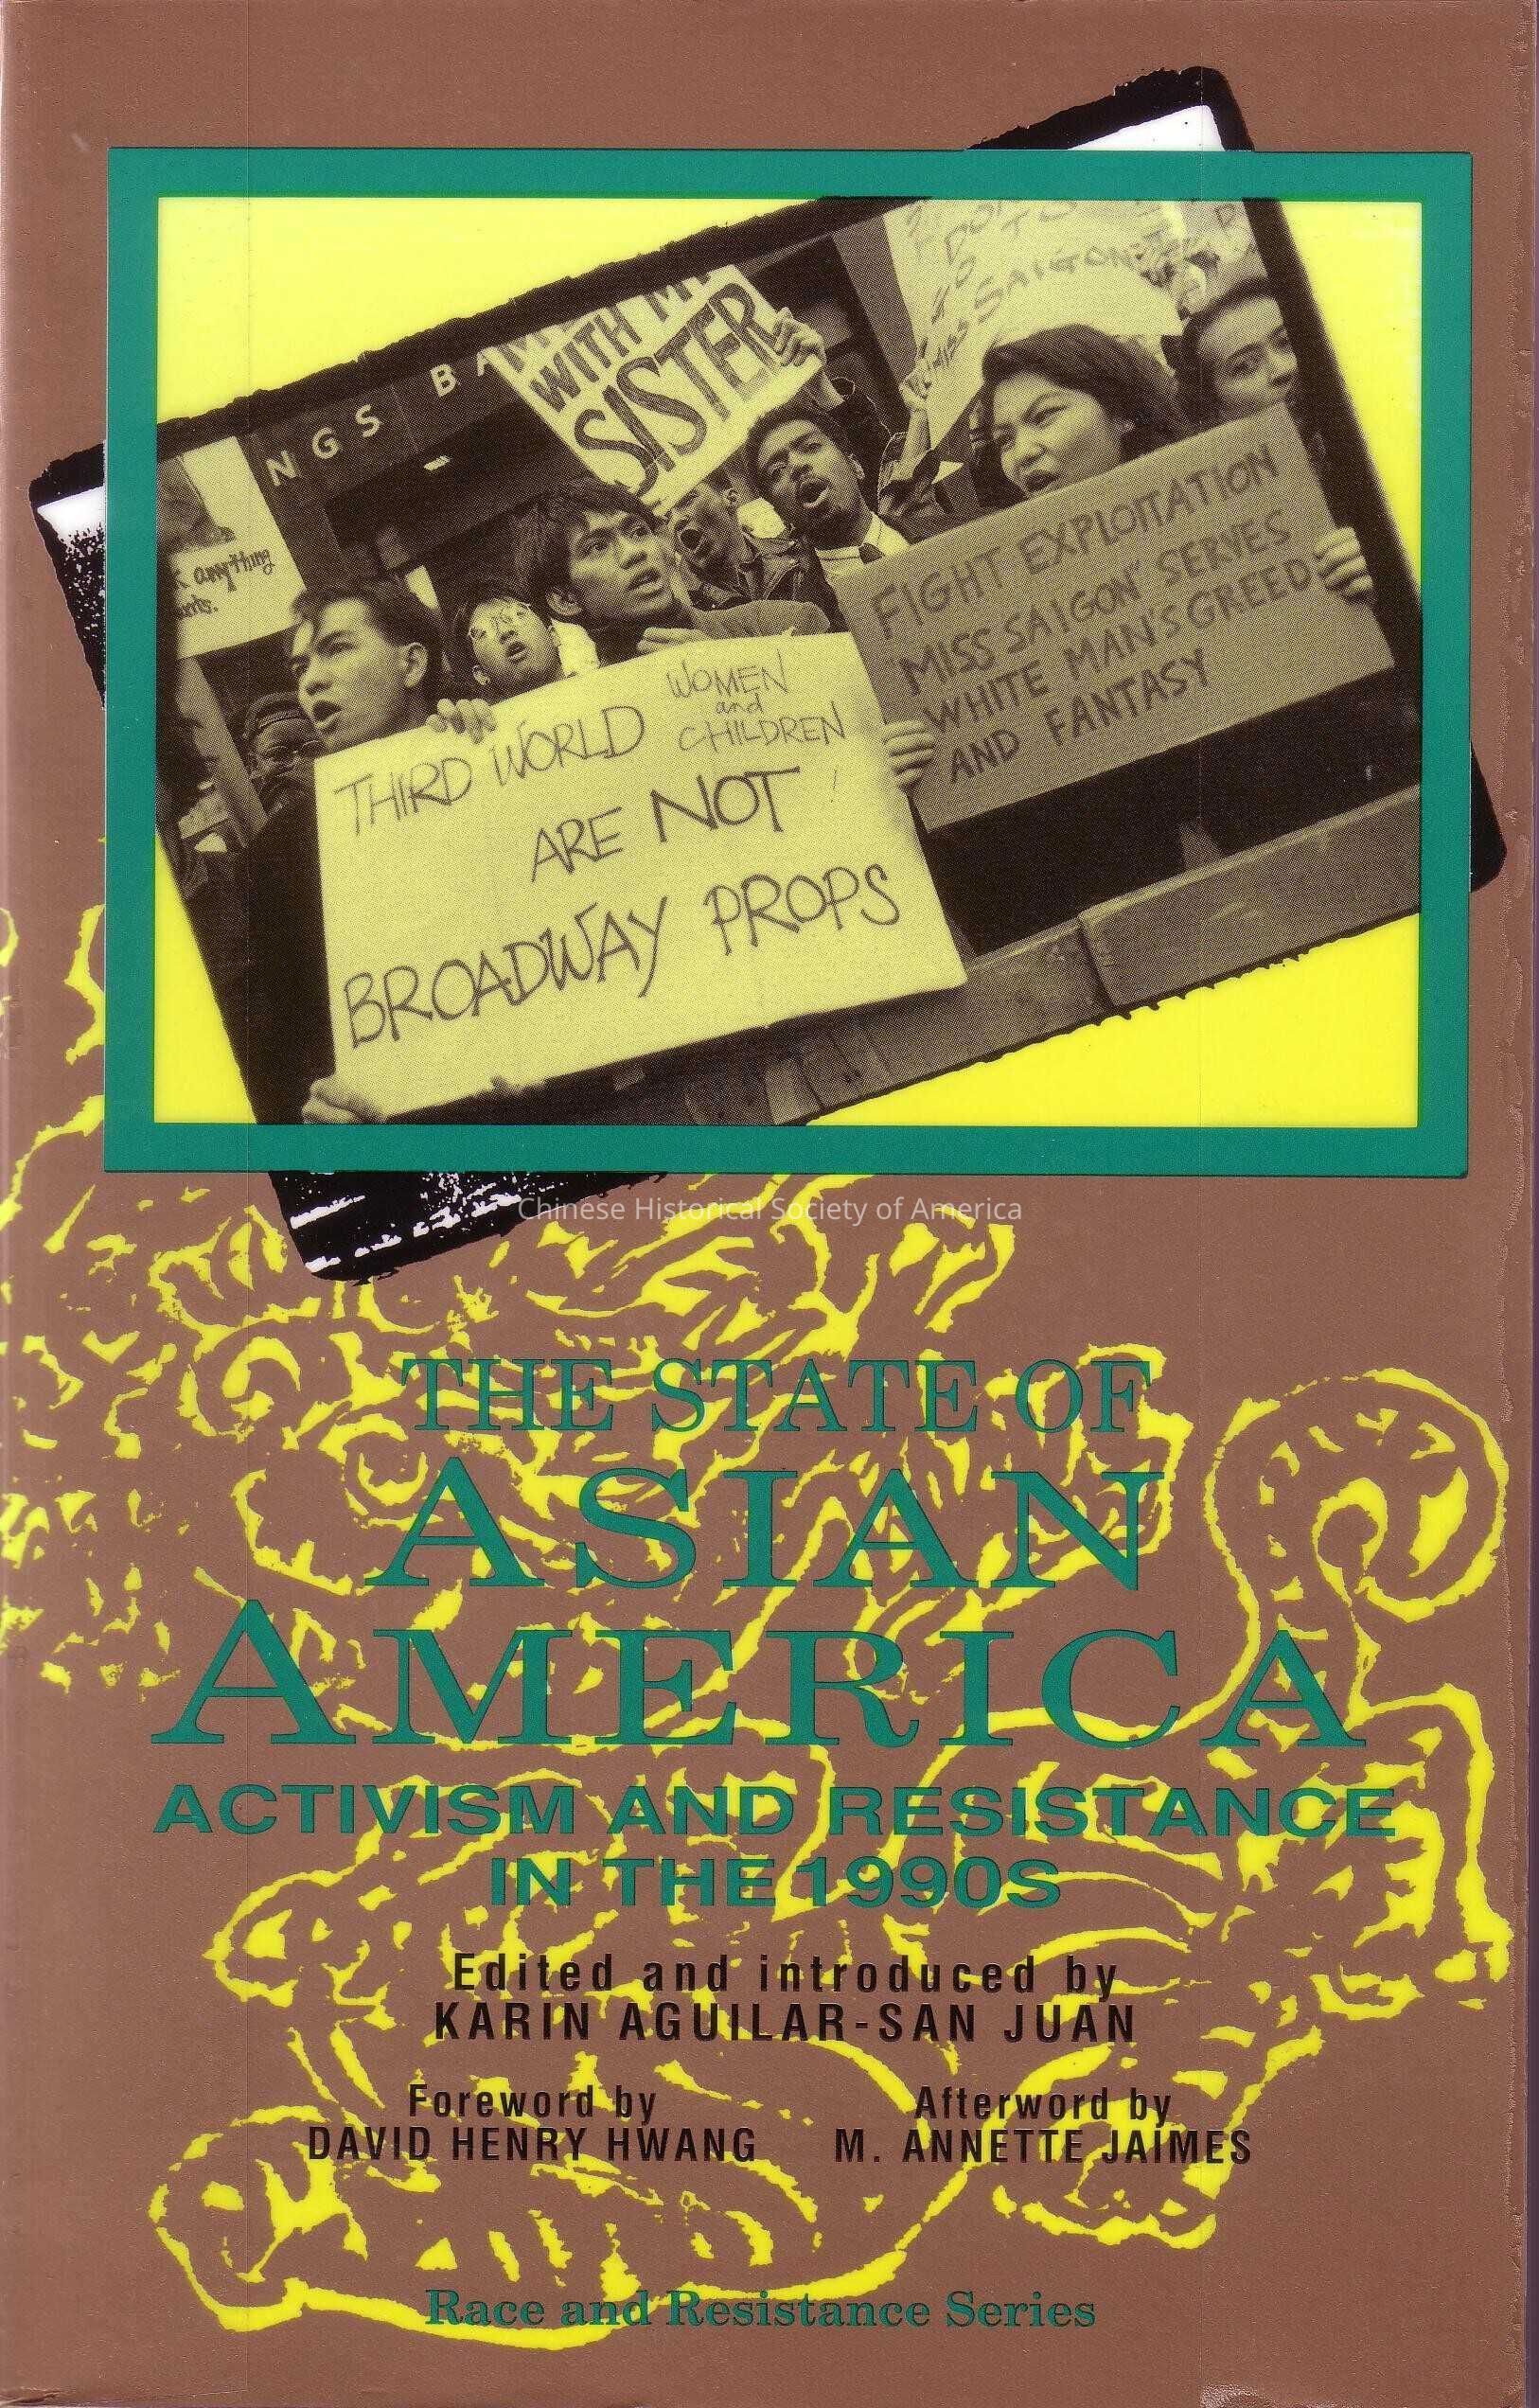 NGS BA
WITH MY
SISTER
SAIGON
anything
FIGHT EXPLOITATION
'MISS SAIGON' SERVES
WHITE MAN'S GREED
AND FANTASY
THIRD WORLD WOMEN
and
CHILDREN
ARE NOT
BROADWAY PROPS
Chinese Historical Society of America
THE STATE OF
ASIAN
AMERICA
ACTIVISM AND RESISTANCE
IN THE 1990S
Edited and introduced by
KARIN AGUILAR-SAN JUAN
Foreword by
DAVID HENRY HWANG
Afterword by
M. ANNETTE JAIMES
Race and Resistance Series